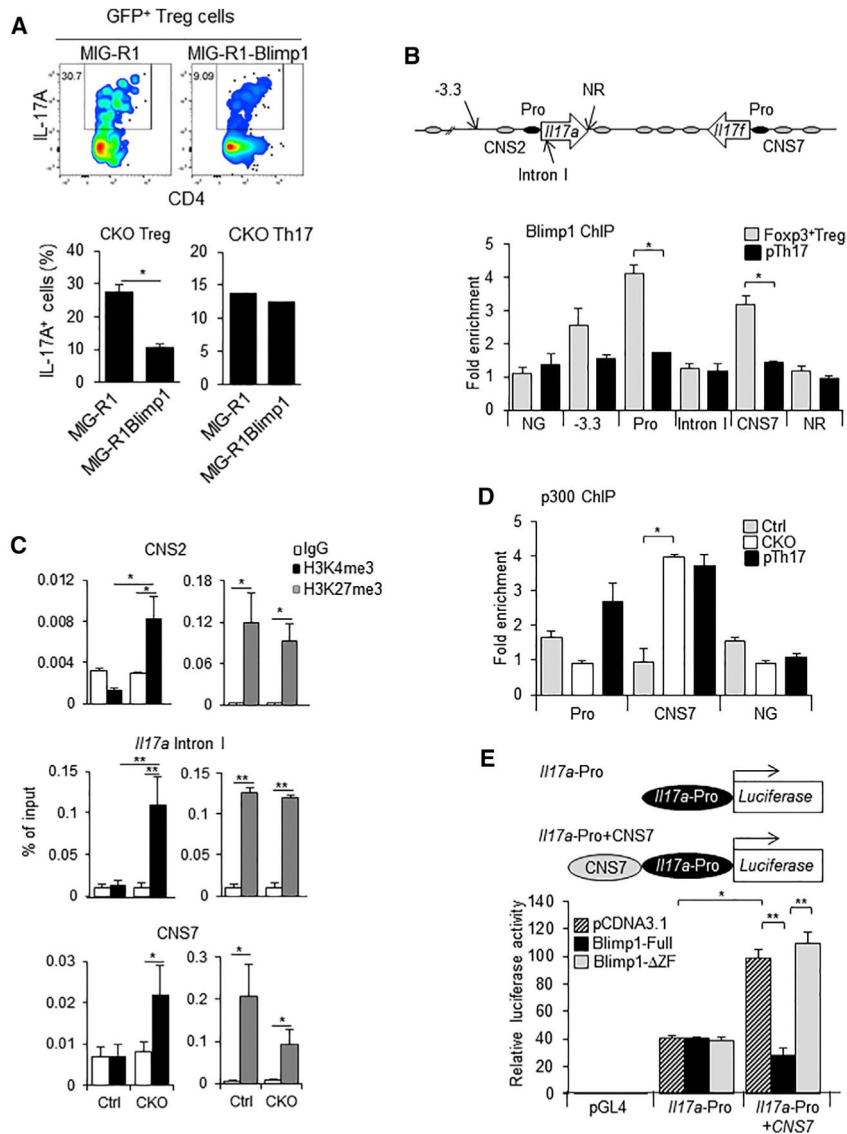 A
GFP+ Treg cells
MIG-R1 MIG-R1-Blimp1
30.7 9.09
IL-17A
CD4
CKO Treg CKO Th17
IL-17A+ cells (%)
40
30
20
10
0
*
20
15
10
5
0
MIG-R1
MIG-R1Blimp1
MIG-R1
MIG-R1Blimp1
B
-3.3 Pro NR Pro
Il17a Il17f
CNS2 CNS7
Intron I
Blimp1 ChIP
Foxp3+Treg
pTh17
Fold enrichment
5
4
3
2
1
0
* *
NG -3.3 Pro Intron I CNS7 NR
C
CNS2
IgG
H3K4me3
H3K27me3
0.012
0.008
0.004
0
* *
0.18
0.12
0.06
0
* *
Il17a Intron I
% of input
0.15
0.1
0.05
0
** **
0.15
0.1
0.05
0
** **
CNS7
0.03
0.02
0.01
0
*
0.3
0.2
0.1
0
* *
Ctrl CKO Ctrl CKO
D
p300 ChIP
Ctrl
CKO
pTh17
Fold enrichment
5
4
3
2
1
0
*
Pro CNS7 NG
E
Il17a-Pro
Il17a-Pro Luciferase
Il17a-Pro+CNS7
CNS7 Il17a-Pro Luciferase
Relative luciferase activity
140
120
100
80
60
40
20
0
pCDNA3.1
Blimp1-Full
Blimp1-ΔZF
* ** **
pGL4 Il17a-Pro Il17a-Pro
+CNS7